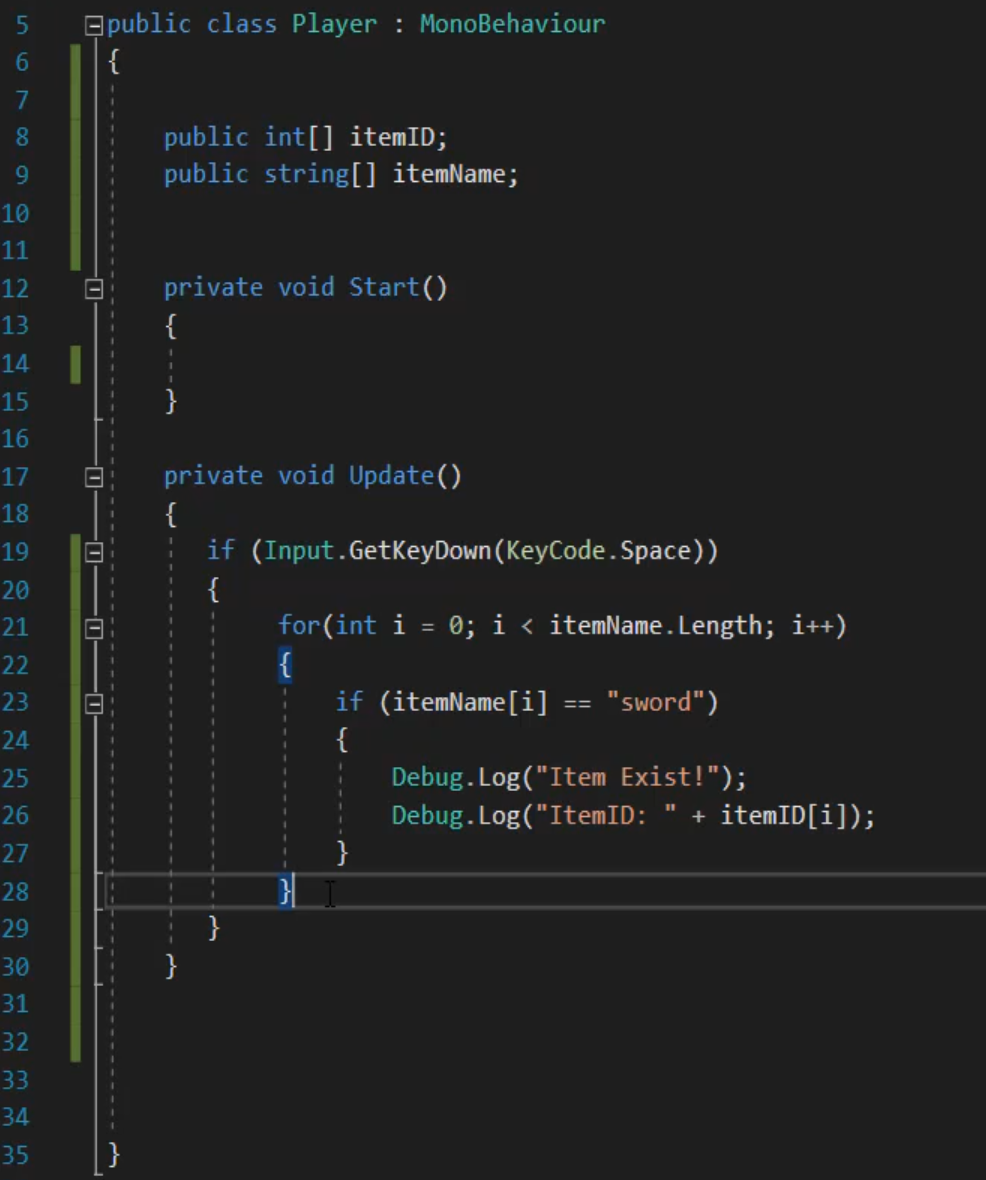 5 public class Player : MonoBehaviour
6 {
7
8 public int[] itemID;
9 public string[] itemName;
10
11
12 private void Start()
13 {
14
15 }
16
17 private void Update()
18 {
19 if (Input.GetKeyDown(KeyCode.Space))
20 {
21 for(int i = 0; i < itemName.Length; i++)
22 {
23 if (itemName[i] == "sword")
24 {
25 Debug.Log("Item Exist!");
26 Debug.Log("ItemID: " + itemID[i]);
27 }
28 }
29 }
30 }
31
32
33
34
35 }